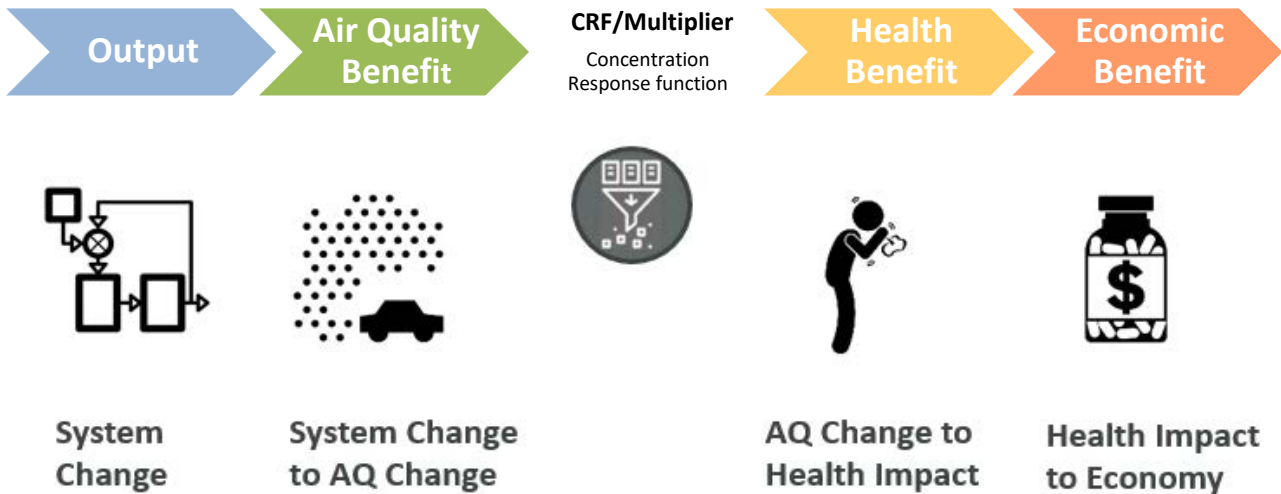 Output
Air Quality
Benefit
CRF/Multiplier
Concentration
Response function
Health
Benefit
Economic
Benefit
$
System
Change
System Change
to AQ Change
AQ Change to
Health Impact
Health Impact
to Economy